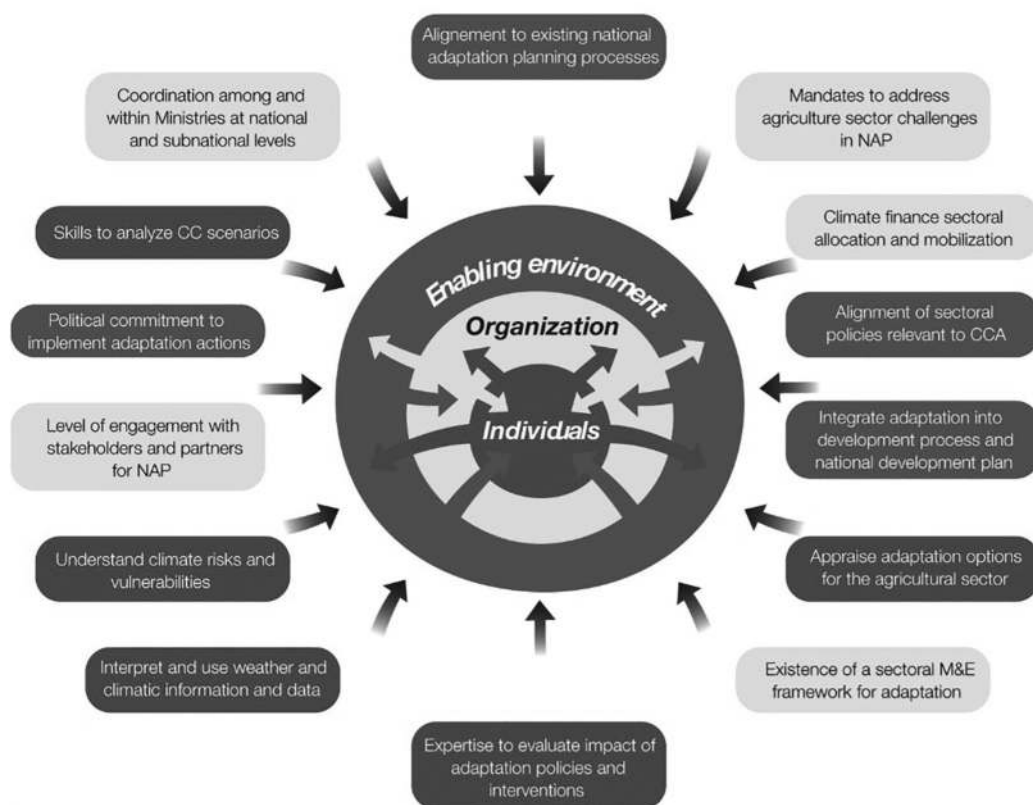 Alignement to existing national
adaptation planning processes
Coordination among and
within Ministries at national
and subnational levels
Mandates to address
agriculture sector challenges
in NAP
Skills to analyze CC scenarios
Climate finance sectoral
allocation and mobilization
Political commitment to
implement adaptation actions
Alignment of sectoral
policies relevant to CCA
Level of engagement with
stakeholders and partners
for NAP
Integrate adaptation into
development process and
national development plan
Understand climate risks and
vulnerabilities
Appraise adaptation options
for the agricultural sector
Interpret and use weather and
climatic information and data
Existence of a sectoral M&E
framework for adaptation
Expertise to evaluate impact of
adaptation policies and
interventions
Enabling environment
Organization
Individuals